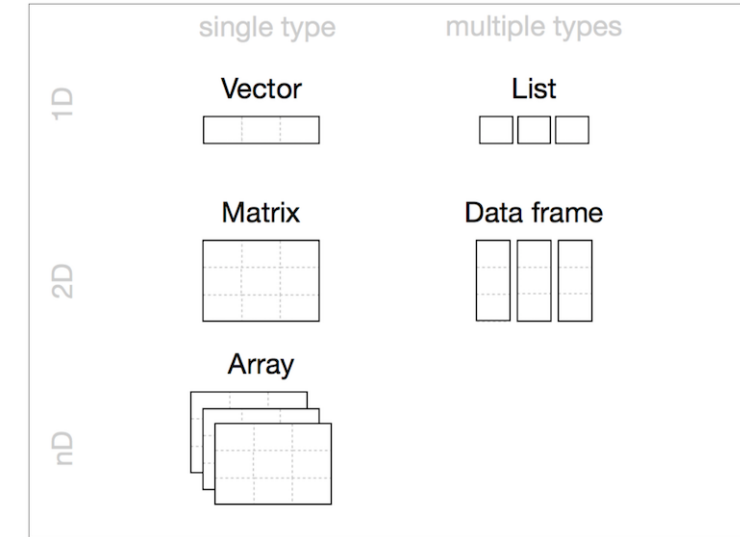 single type multiple types
1D
Vector List
2D
Matrix Data frame
nD
Array